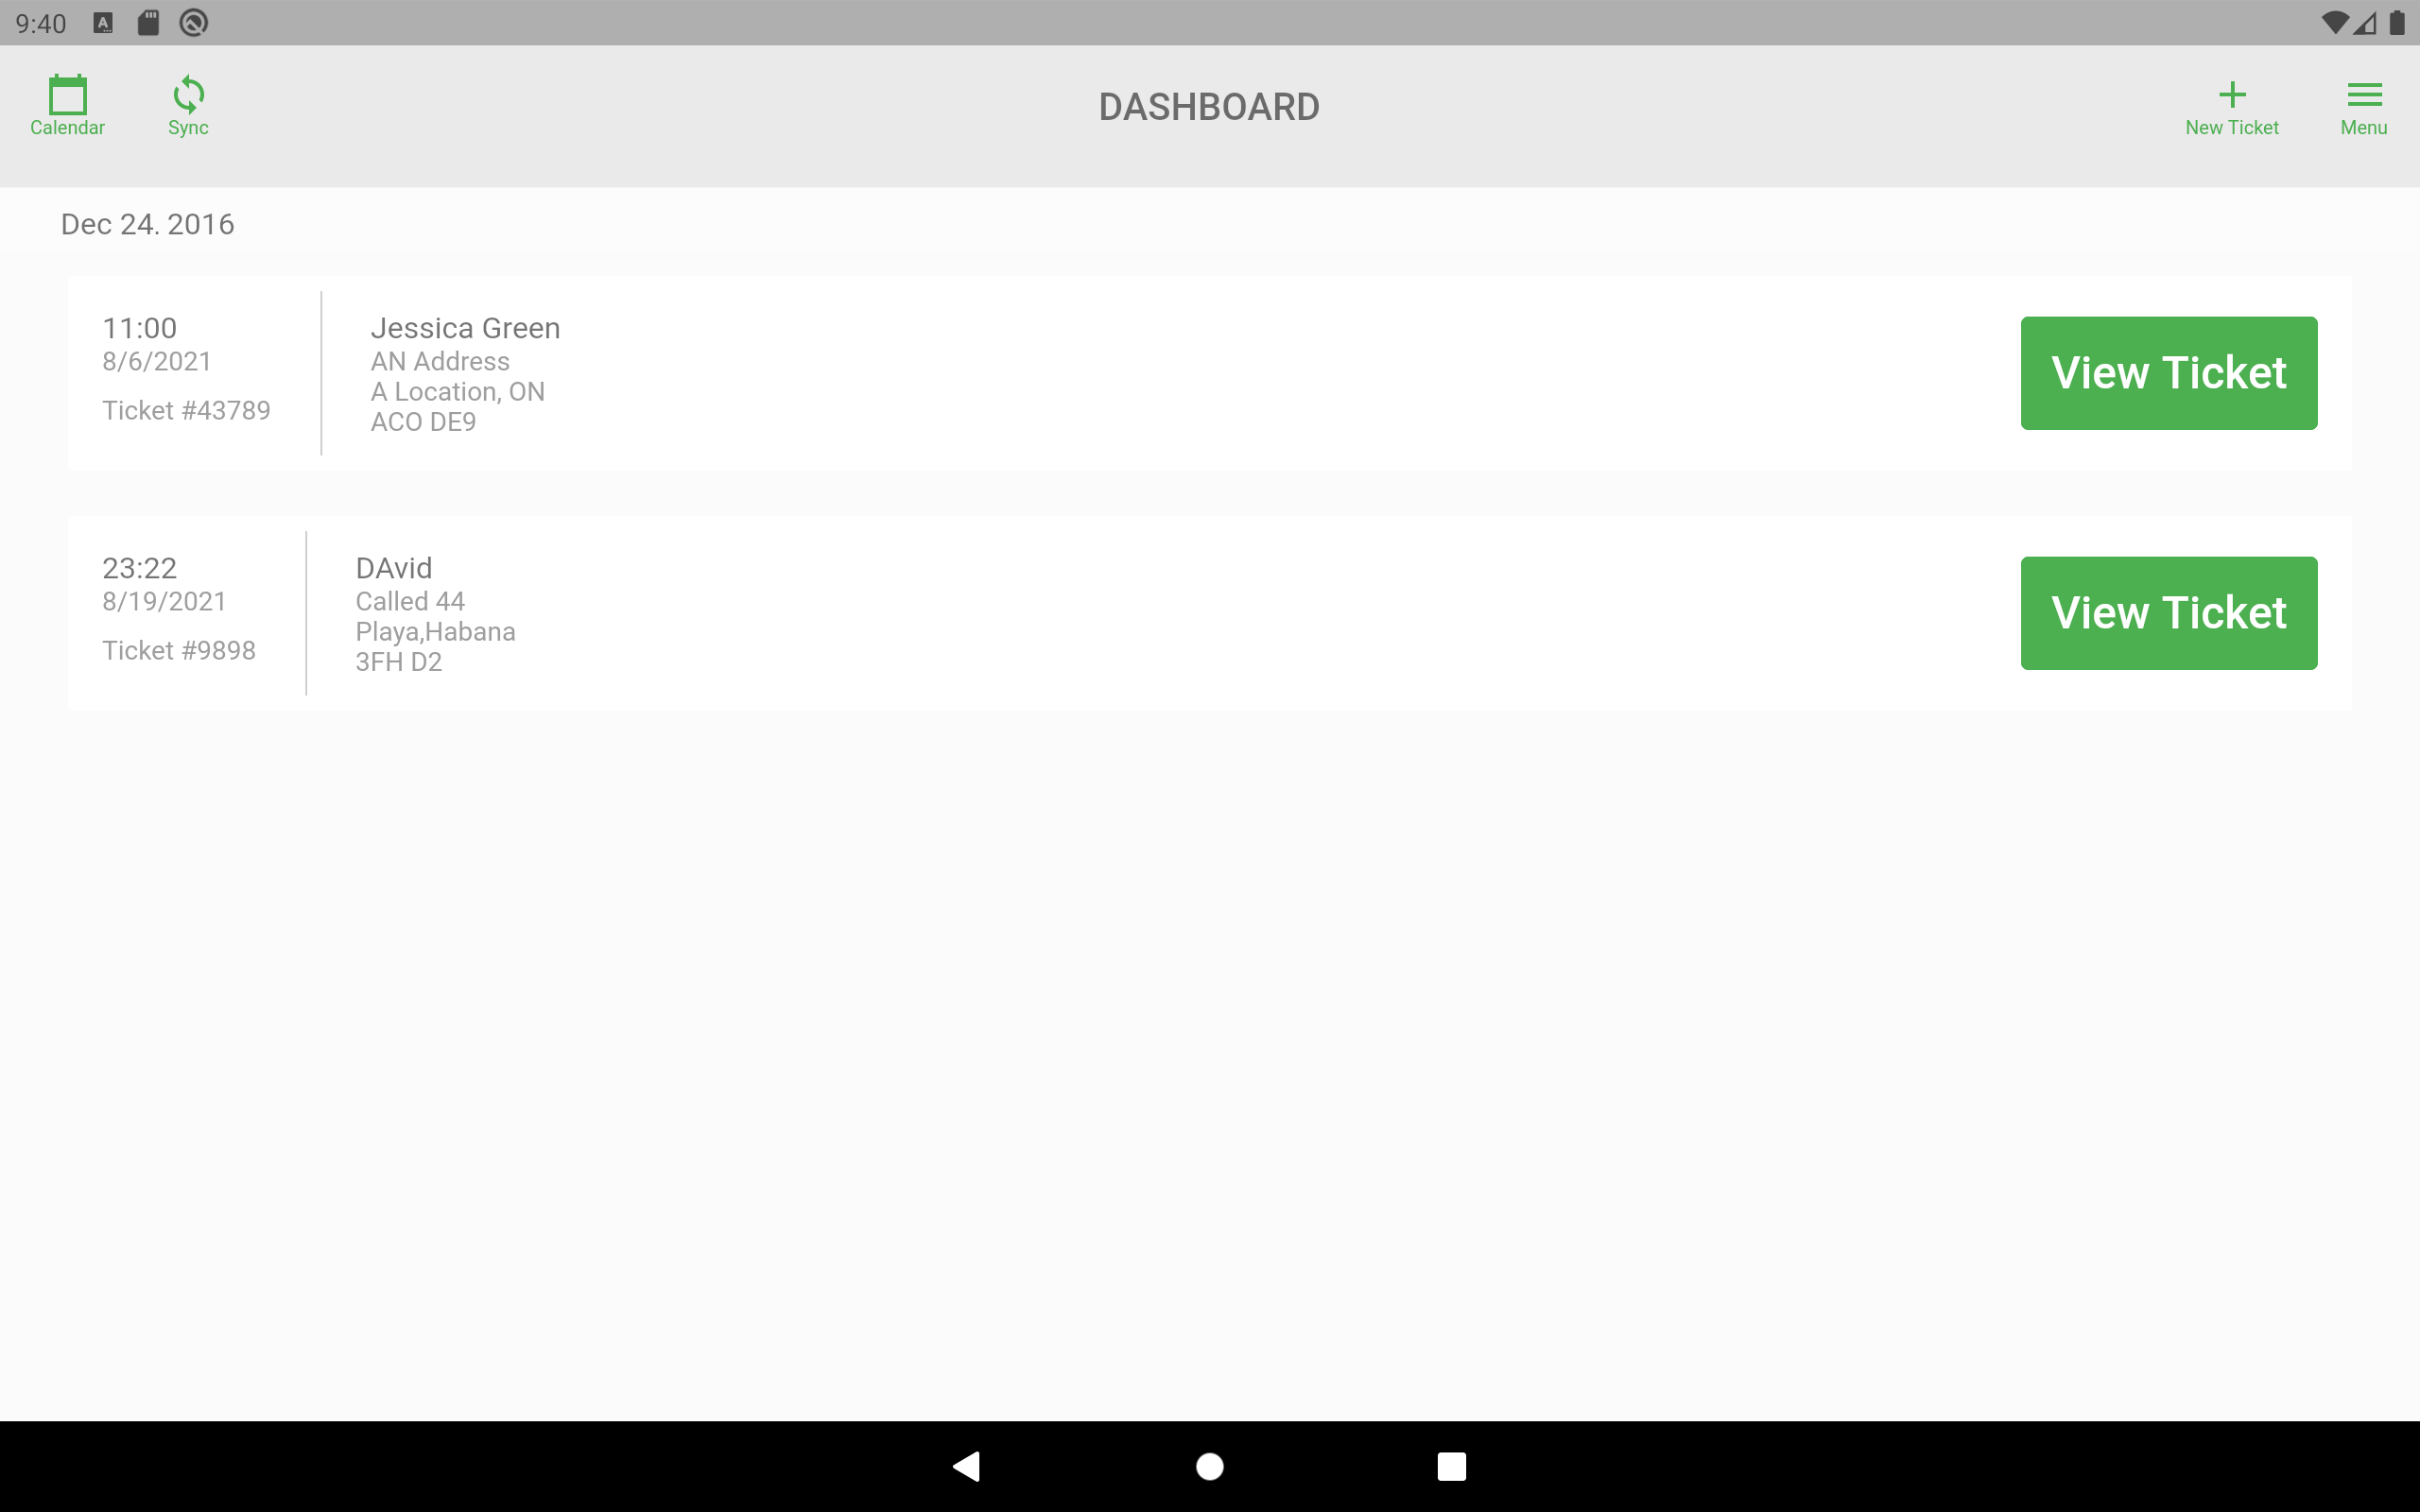 9:40
Calendar
Sync
DASHBOARD
New Ticket
Menu
Dec 24. 2016
11:00
8/6/2021
Ticket #43789
Jessica Green
AN Address
A Location, ON
ACO DE9
View Ticket
23:22
8/19/2021
Ticket #9898
DAvid
Called 44
Playa,Habana
3FH D2
View Ticket